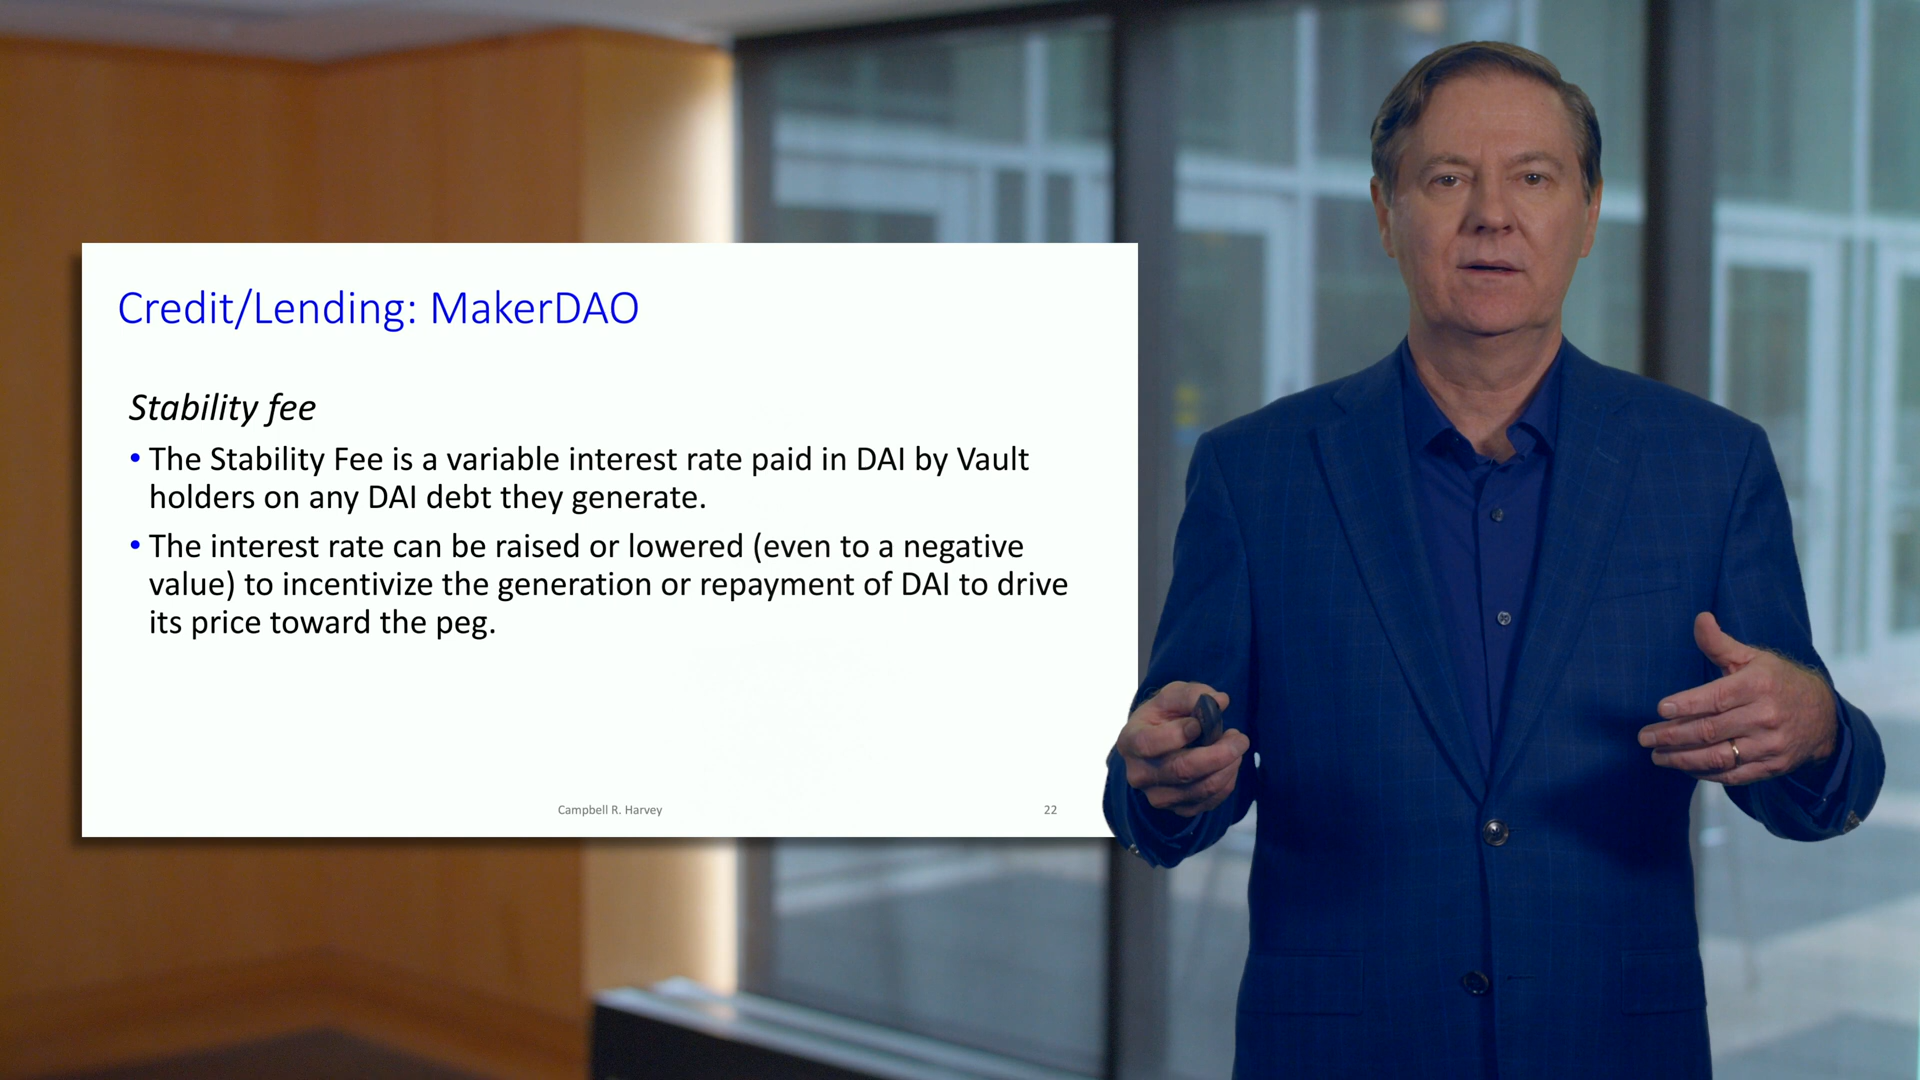 Credit/Lending: MakerDAO
Stability fee
• The Stability Fee is a variable interest rate paid in DAI by Vault
holders on any DAI debt they generate.
• The interest rate can be raised or lowered (even to a negative
value) to incentivize the generation or repayment of DAI to drive
its price toward the peg.
Campbell R. Harvey
22